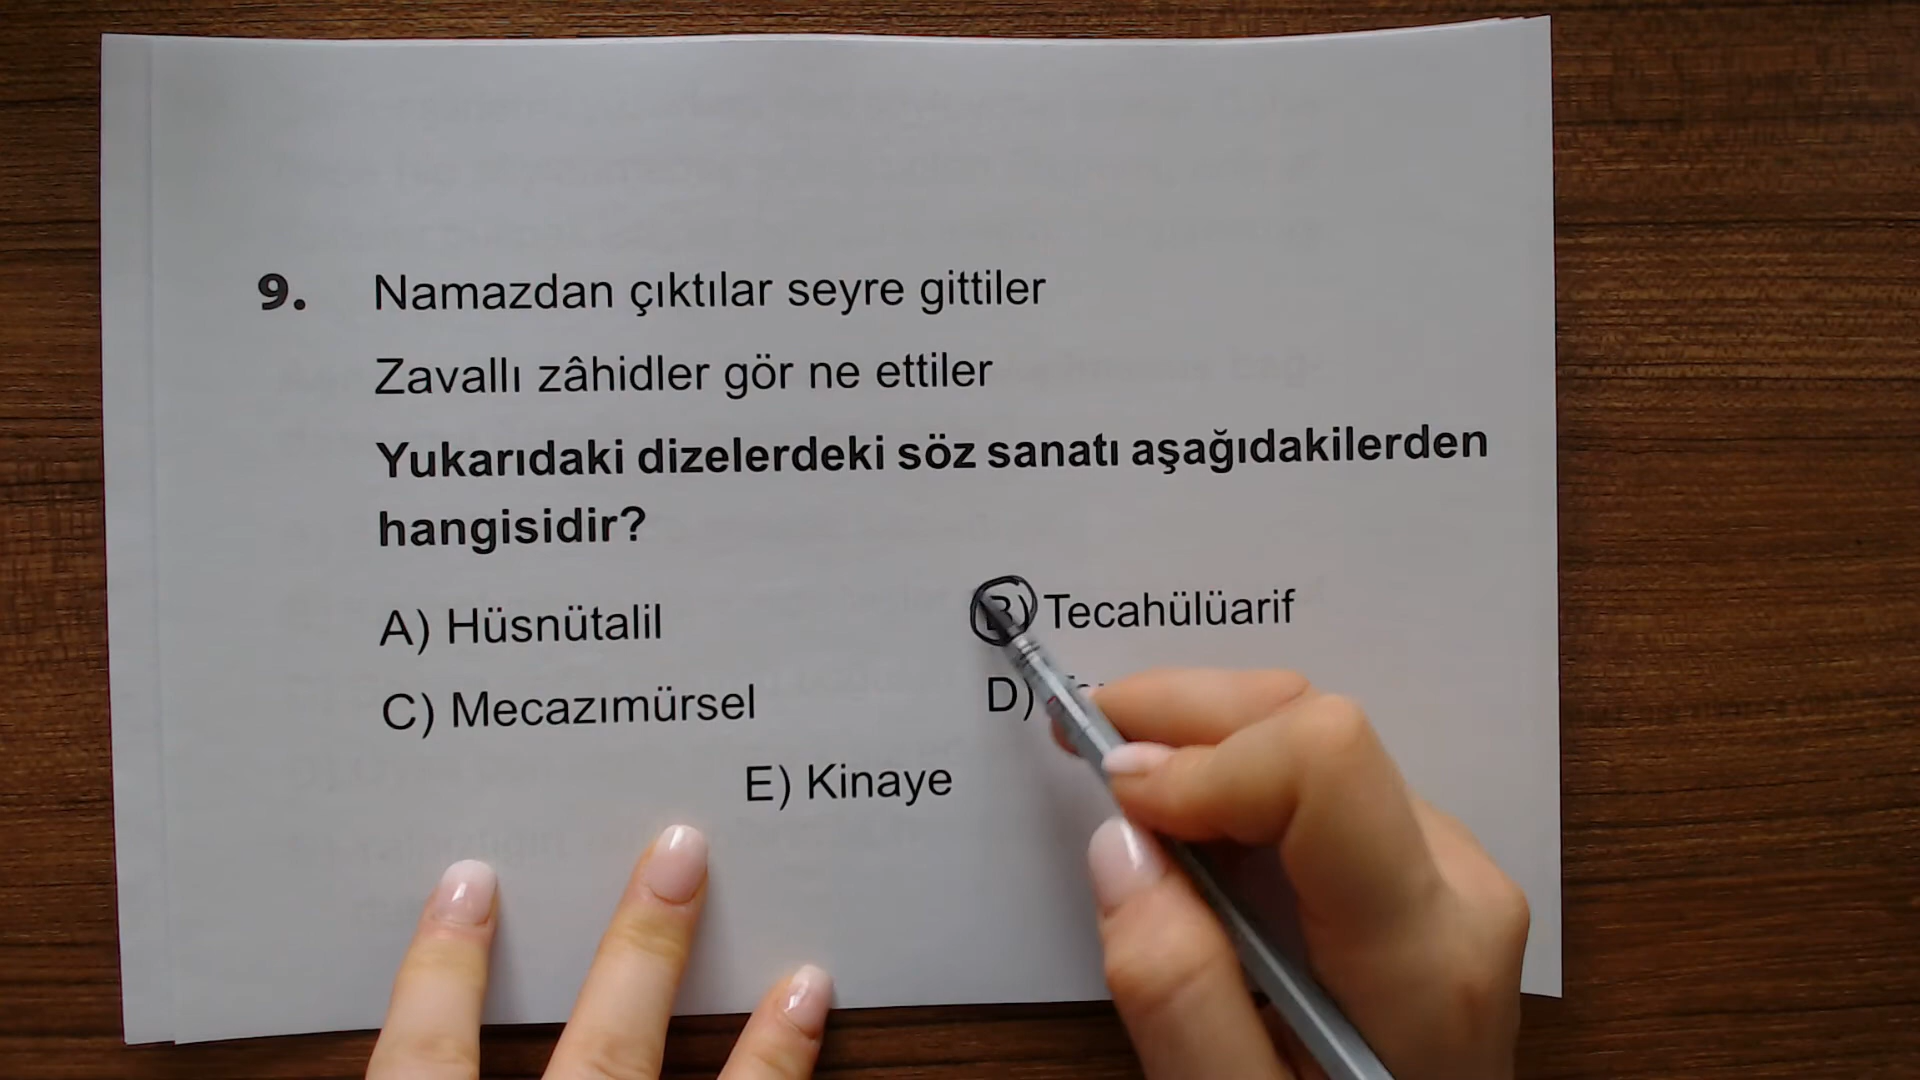 9. Namazdan çıktılar seyre gittiler
Zavallı zâhidler gör ne ettiler
Yukarıdaki dizelerdeki söz sanatı aşağıdakilerden
hangisidir?
A) Hüsnütalil B) Tecahülüarif
C) Mecazımürsel D)
E) Kinaye